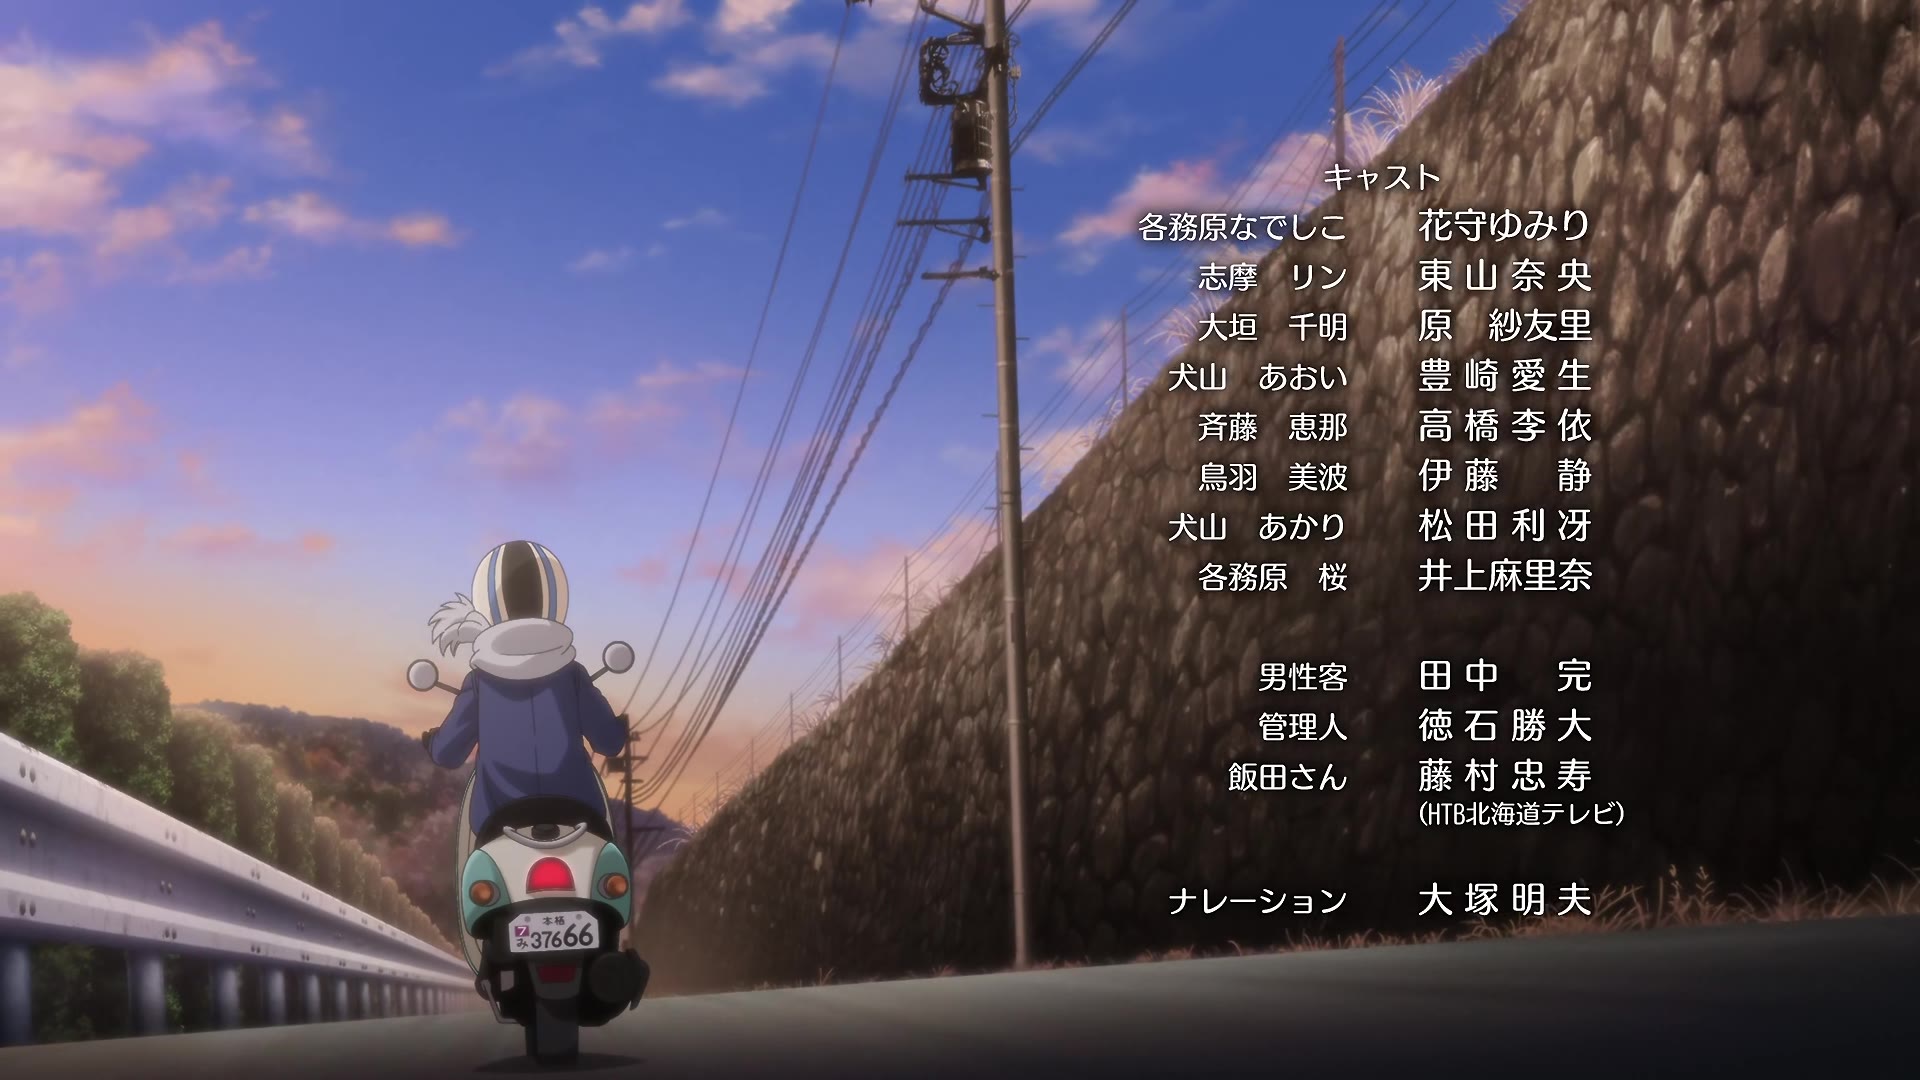 キャスト
各務原なでしこ 花守ゆみり
志摩 リン 東山奈央
大垣 千明 原 紗友里
犬山 あおい 豊崎愛生
斉藤 恵那 高橋李依
鳥羽 美波 伊藤 静
犬山 あかり 松田利冴
各務原 桜 井上麻里奈
男性客 田中 完
管理人 徳石勝大
飯田さん 藤村忠寿
(HTB北海道テレビ)
ナレーション 大塚明夫
本栖
7
み 37666